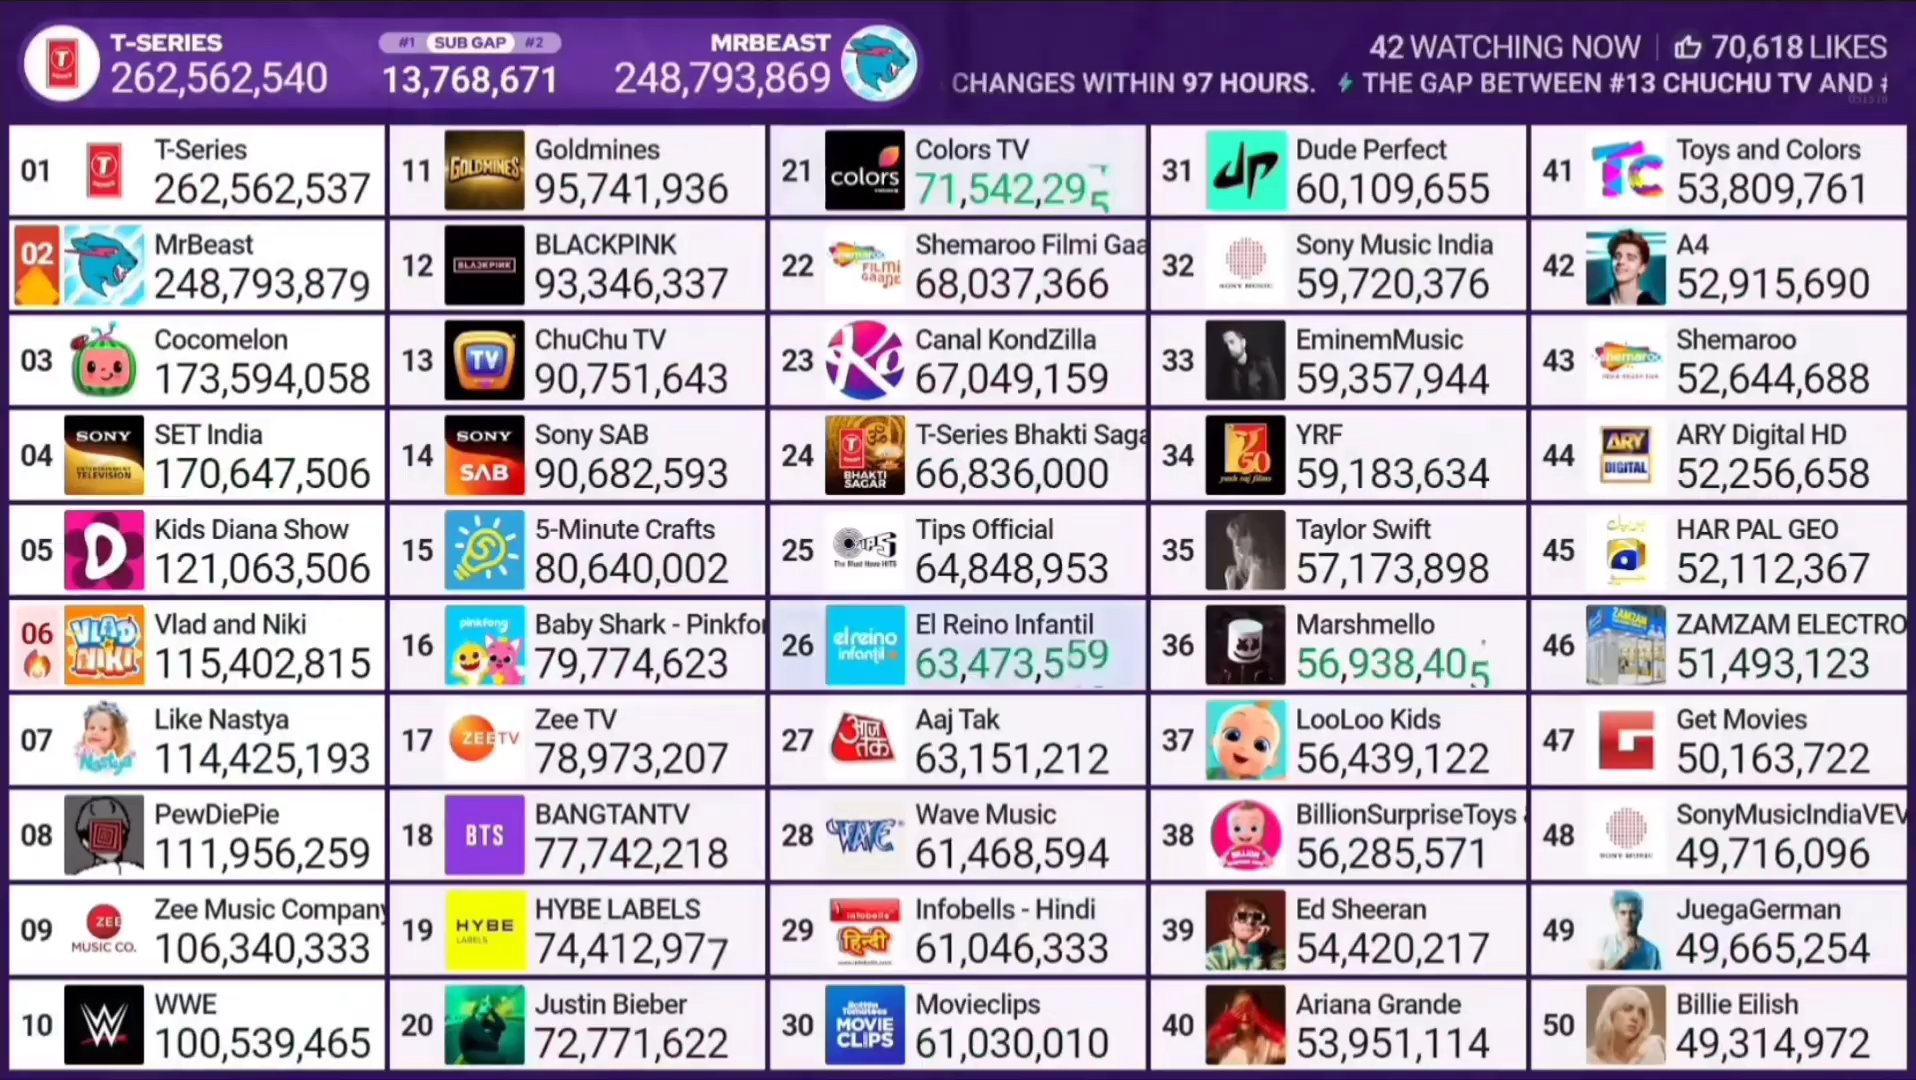 T-SERIES
262,562,540
#1 SUB GAP #2
13,768,671
MRBEAST
248,793,869
42 WATCHING NOW
70,618 LIKES
CHANGES WITHIN 97 HOURS. THE GAP BETWEEN #13 CHUCHU TV AND
01 T-Series
262,562,537
02 MrBeast
248,793,879
03 Cocomelon
173,594,058
04 SET India
170,647,506
05 Kids Diana Show
121,063,506
06 Vlad and Niki
115,402,815
07 Like Nastya
114,425,193
08 PewDiePie
111,956,259
09 Zee Music Company
106,340,333
10 WWE
100,539,465
11 Goldmines
95,741,936
12 BLACKPINK
93,346,337
13 ChuChu TV
90,751,643
14 Sony SAB
90,682,593
15 5-Minute Crafts
80,640,002
16 Baby Shark - Pinkfo
79,774,623
17 Zee TV
78,973,207
18 BANGTANTV
77,742,218
19 HYBE LABELS
74,412,977
20 Justin Bieber
72,771,622
21 Colors TV
71,542,295
22 Shemaroo Filmi Gaa
68,037,366
23 Canal KondZilla
67,049,159
24 T-Series Bhakti Saga
66,836,000
25 Tips Official
64,848,953
26 El Reino Infantil
63,473,559
27 Aaj Tak
63,151,212
28 Wave Music
61,468,594
29 Infobells - Hindi
61,046,333
30 Movieclips
61,030,010
31 Dude Perfect
60,109,655
32 Sony Music India
59,720,376
33 EminemMusic
59,357,944
34 YRF
59,183,634
35 Taylor Swift
57,173,898
36 Marshmello
56,938,405
37 LooLoo Kids
56,439,122
38 BillionSurpriseToys
56,285,571
39 Ed Sheeran
54,420,217
40 Ariana Grande
53,951,114
41 Toys and Colors
53,809,761
42 A4
52,915,690
43 Shemaroo
52,644,688
44 ARY Digital HD
52,256,658
45 HAR PAL GEO
52,112,367
46 ZAMZAM ELECTRO
51,493,123
47 Get Movies
50,163,722
48 SonyMusicIndiaVEV
49,716,096
49 JuegaGerman
49,665,254
50 Billie Eilish
49,314,972